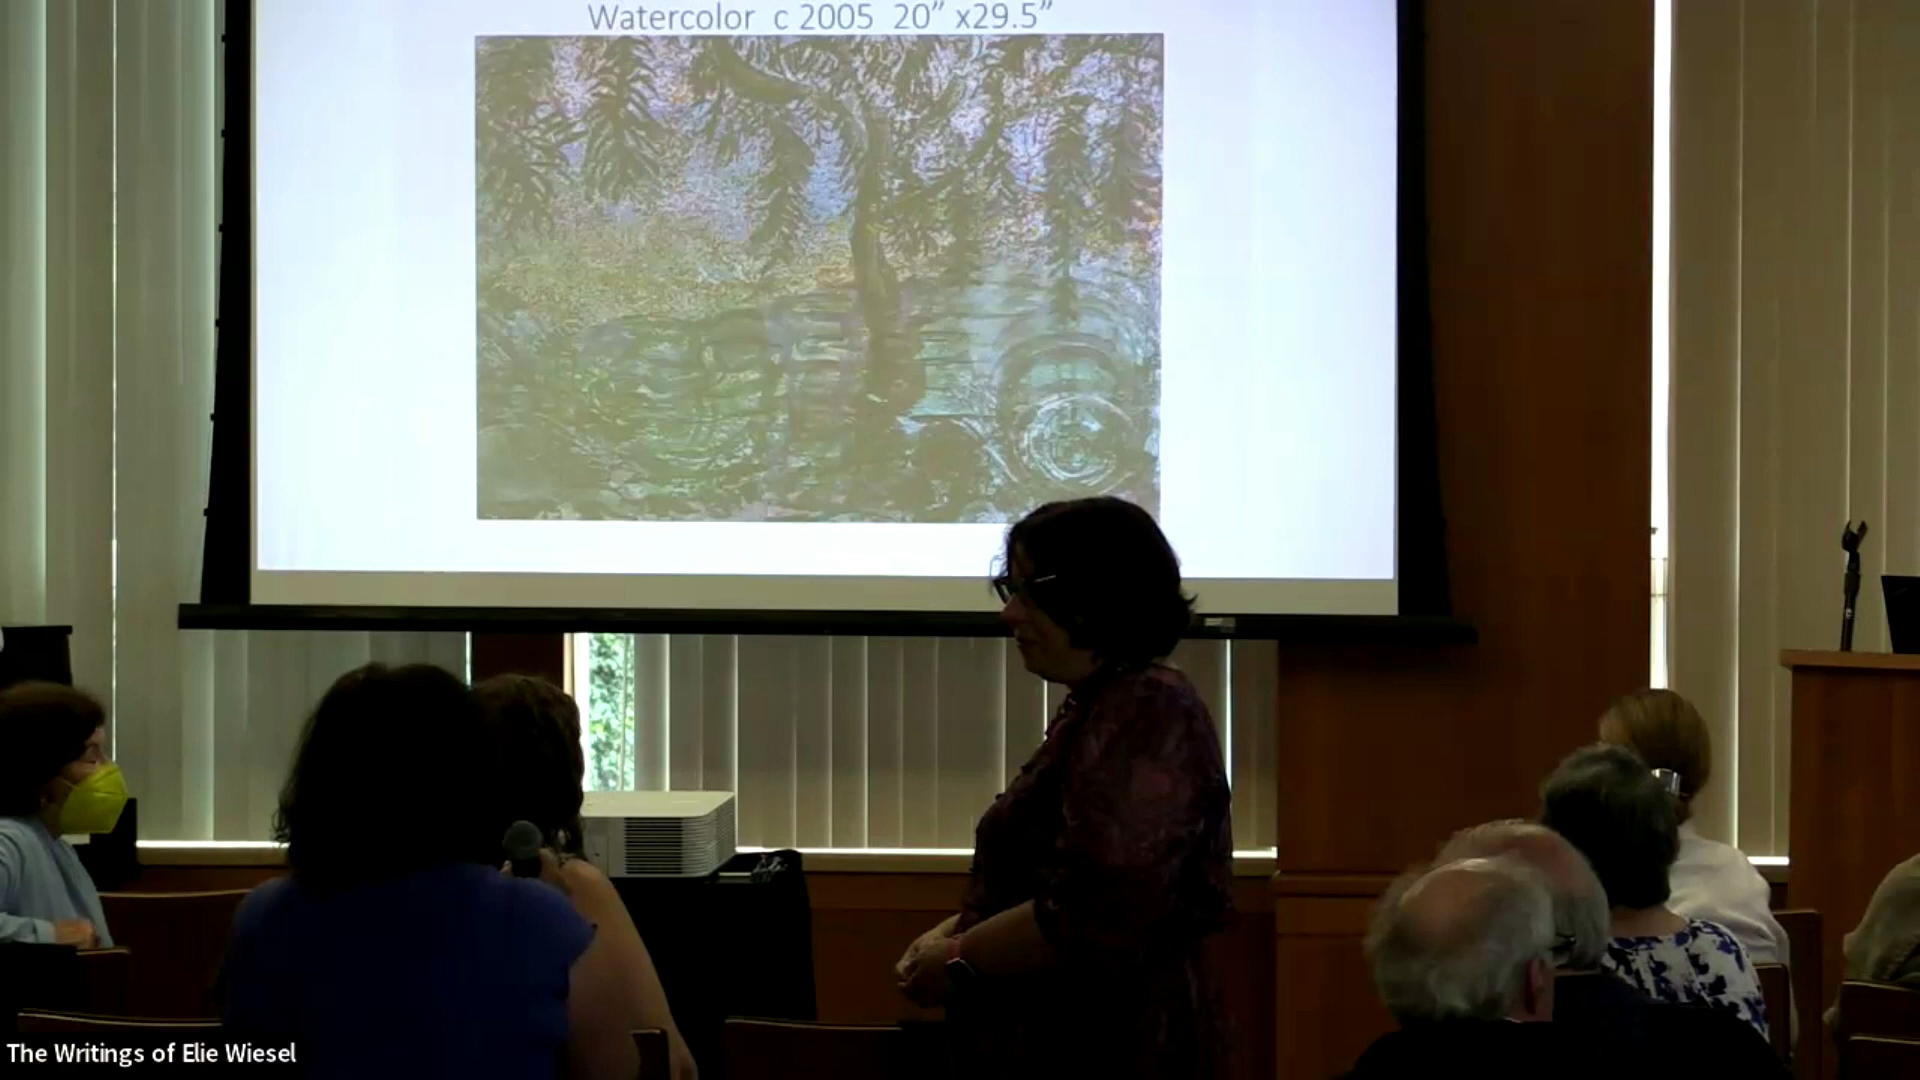 Watercolor c 2005 20” x29.5”
The Writings of Elie Wiesel